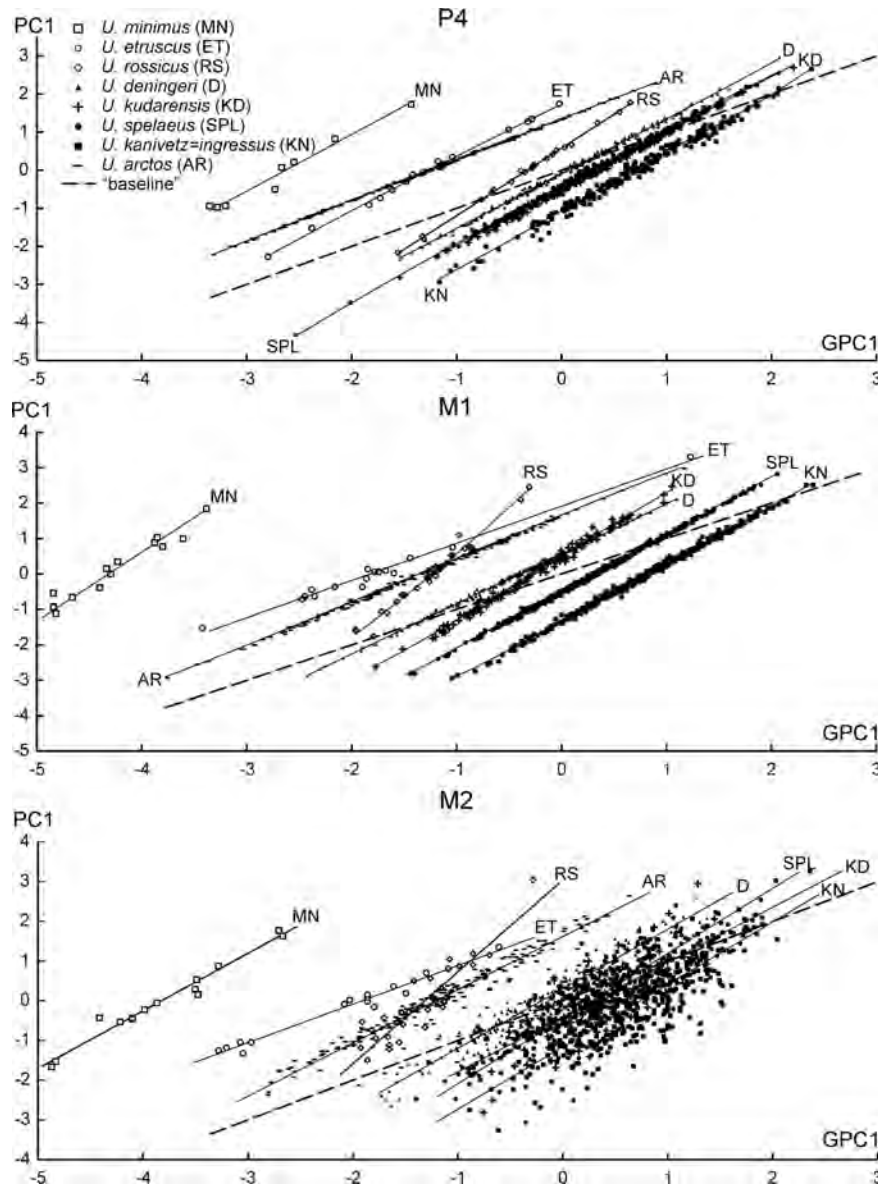 P4
PC1
4
3
2
1
0
-1
-2
-3
-4
-5
U. minimus (MN)
U. etruscus (ET)
U. rossicus (RS)
U. deningeri (D)
U. kudarensis (KD)
U. spelaeus (SPL)
U. kanivetz=ingressus (KN)
U. arctos (AR)
"baseline"
MN
ET
RS
AR
D
KD
KN
SPL
GPC1
-5 -4 -3 -2 -1 0 1 2 3
M1
PC1
4
3
2
1
0
-1
-2
-3
-4
-5
MN
RS
ET
KD
D
SPL
KN
AR
GPC1
-5 -4 -3 -2 -1 0 1 2 3
M2
PC1
4
3
2
1
0
-1
-2
-3
-4
MN
RS
ET
AR
D
SPL
KD
KN
GPC1
-5 -4 -3 -2 -1 0 1 2 3